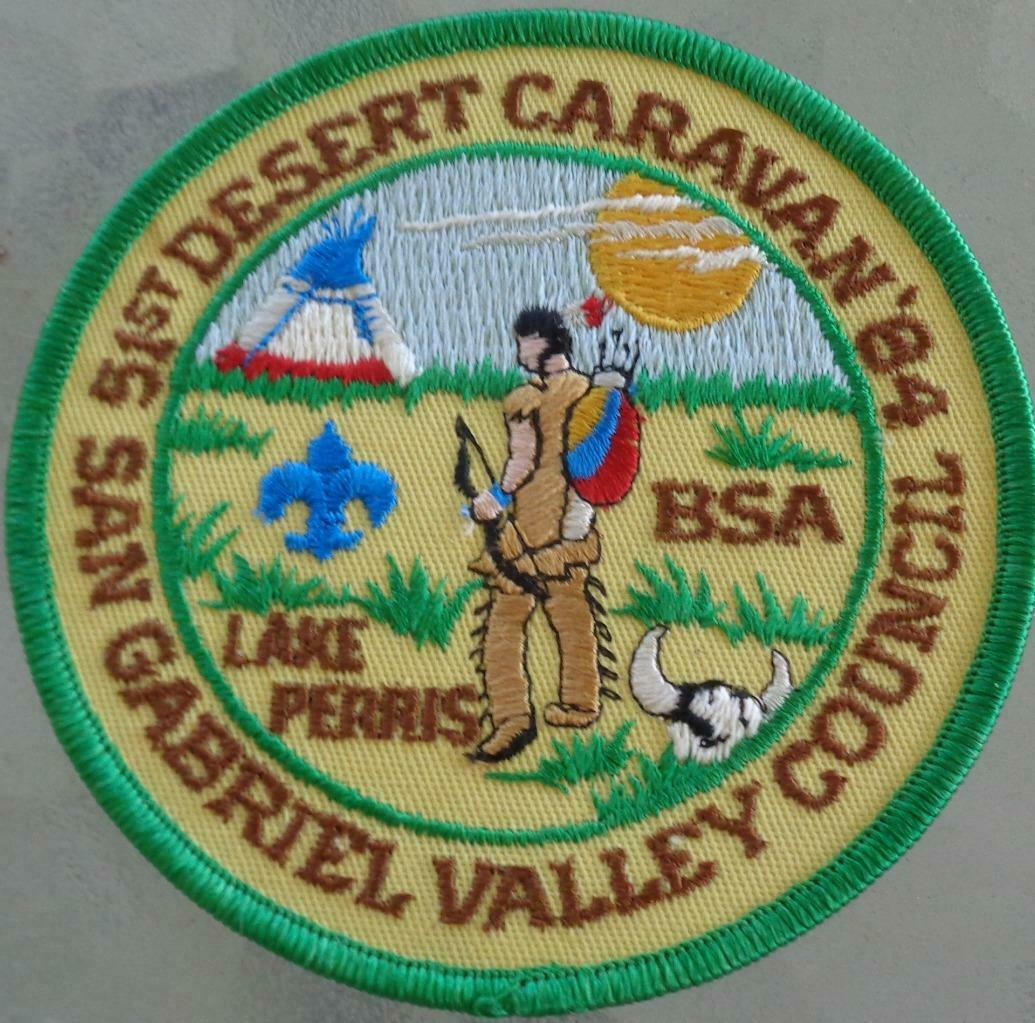 51ST DESERT CARAVAN '84
BSA
LAKE
PERRIS
SAN GABRIEL VALLEY COUNCIL